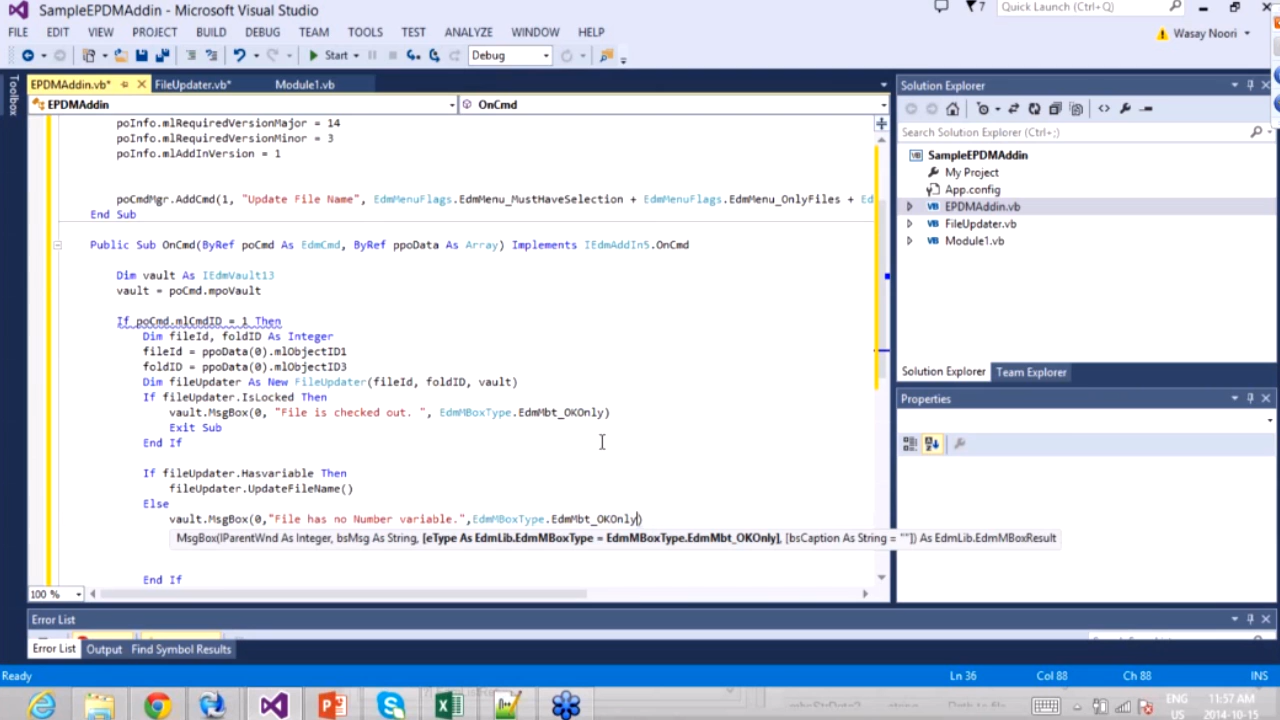 SampleEPDMAddin - Microsoft Visual Studio
7
Quick Launch (Ctrl+Q)
FILE EDIT VIEW PROJECT BUILD DEBUG TEAM TOOLS TEST ANALYZE WINDOW HELP
Wasay Noori
Start Debug
Toolbox
EPDMAddin.vb* FileUpdater.vb* Module1.vb
EPDMAddin OnCmd
poInfo.mlRequiredVersionMajor = 14
poInfo.mlRequiredVersionMinor = 3
poInfo.mlAddInVersion = 1
poCmdMgr.AddCmd(1, "Update File Name", EdmMenuFlags.EdmMenu_MustHaveSelection + EdmMenuFlags.EdmMenu_OnlyFiles + Ed
End Sub
Public Sub OnCmd(ByRef poCmd As EdmCmd, ByRef ppoData As Array) Implements IEdmAddIn5.OnCmd
Dim vault As IEdmVault13
vault = poCmd.mpoVault
If poCmd.mlCmdID = 1 Then
Dim fileId, foldID As Integer
fileId = ppoData(0).mlObjectID1
foldID = ppoData(0).mlObjectID3
Dim fileUpdater As New FileUpdater(fileId, foldID, vault)
If fileUpdater.IsLocked Then
vault.MsgBox(0, "File is checked out. ", EdmMBoxType.EdmMbt_OKOnly)
Exit Sub
End If
If fileUpdater.Hasvariable Then
fileUpdater.UpdateFileName()
Else
vault.MsgBox(0,"File has no Number variable.",EdmMBoxType.EdmMbt_OKOnly)
MsgBox(lParentWnd As Integer, bsMsg As String, [eType As EdmLib.EdmMBoxType = EdmMBoxType.EdmMbt_OKOnly], [bsCaption As String = ""]) As EdmLib.EdmMBoxResult
End If
100 %
Solution Explorer
Search Solution Explorer (Ctrl+;)
SampleEPDMAddin
My Project
App.config
EPDMAddin.vb
FileUpdater.vb
Module1.vb
Solution Explorer Team Explorer
Properties
Error List
Error List Output Find Symbol Results
Ready Ln 36 Col 88 Ch 88 INS
ENG
US
11:57 AM
2014-10-15